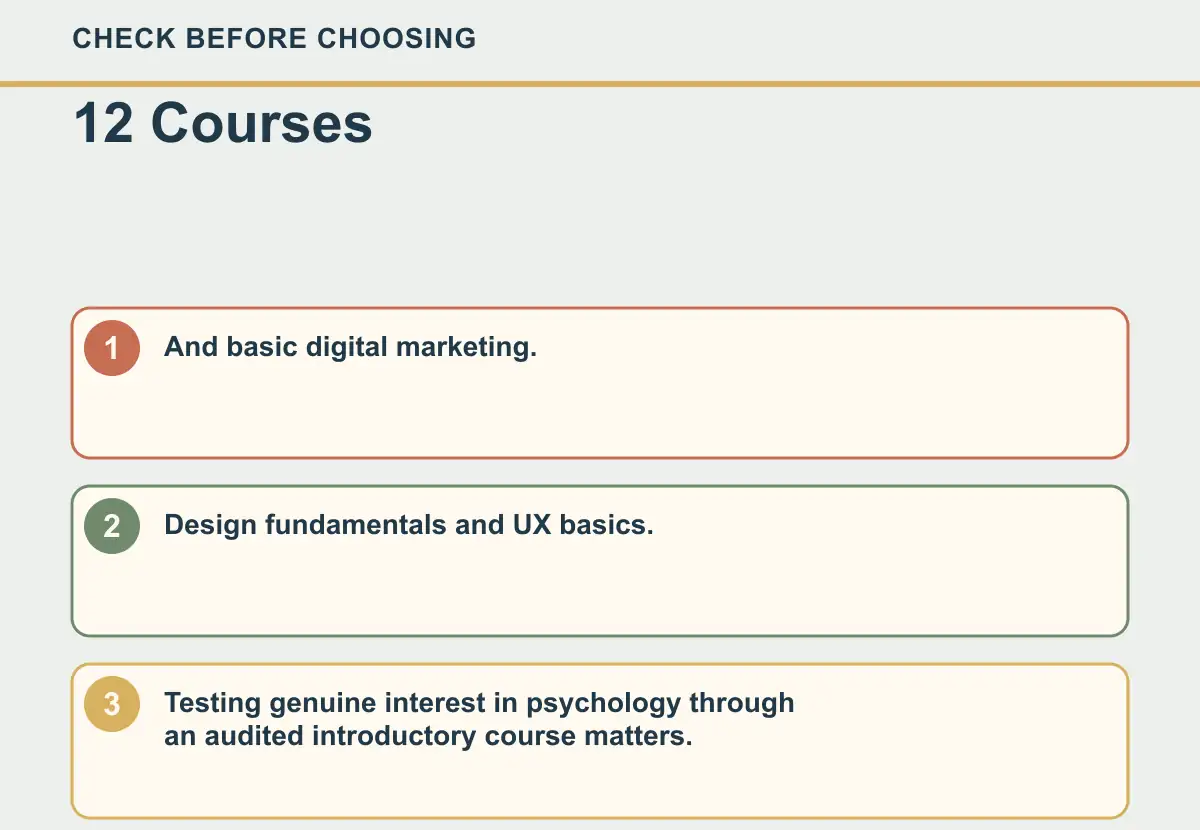 CHECK BEFORE CHOOSING
12 Courses
1
And basic digital marketing.
2
Design fundamentals and UX basics.
3
Testing genuine interest in psychology through
an audited introductory course matters.